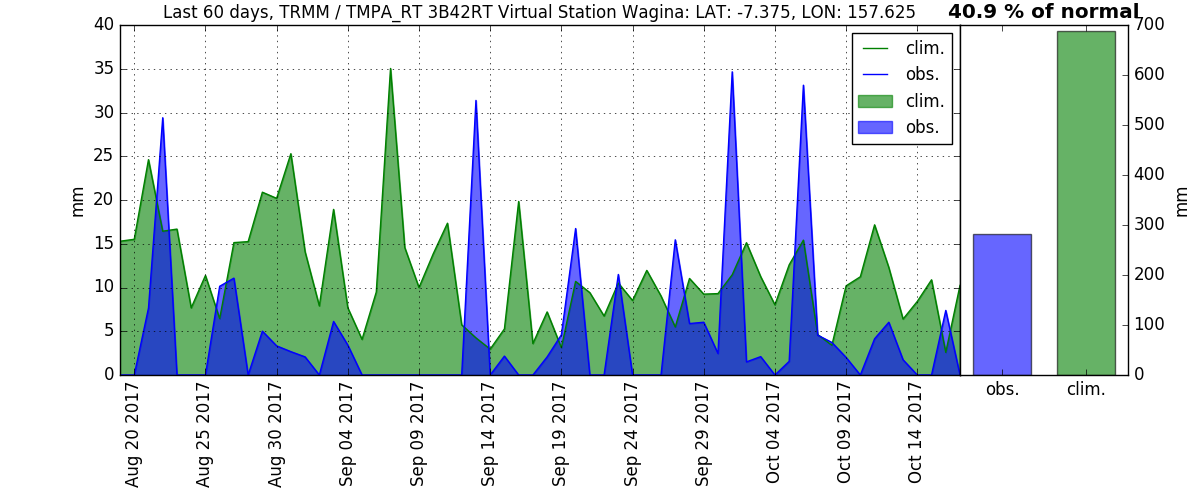 Last 60 days, TRMM / TMPA_RT 3B42RT Virtual Station Wagina: LAT: -7.375, LON: 157.625
40.9 % of normal
40
35
30
25
20
15
10
5
0
mm
clim.
obs.
clim.
obs.
700
600
500
400
300
200
100
0
mm
Aug 20 2017
Aug 25 2017
Aug 30 2017
Sep 04 2017
Sep 09 2017
Sep 14 2017
Sep 19 2017
Sep 24 2017
Sep 29 2017
Oct 04 2017
Oct 09 2017
Oct 14 2017
obs.
clim.